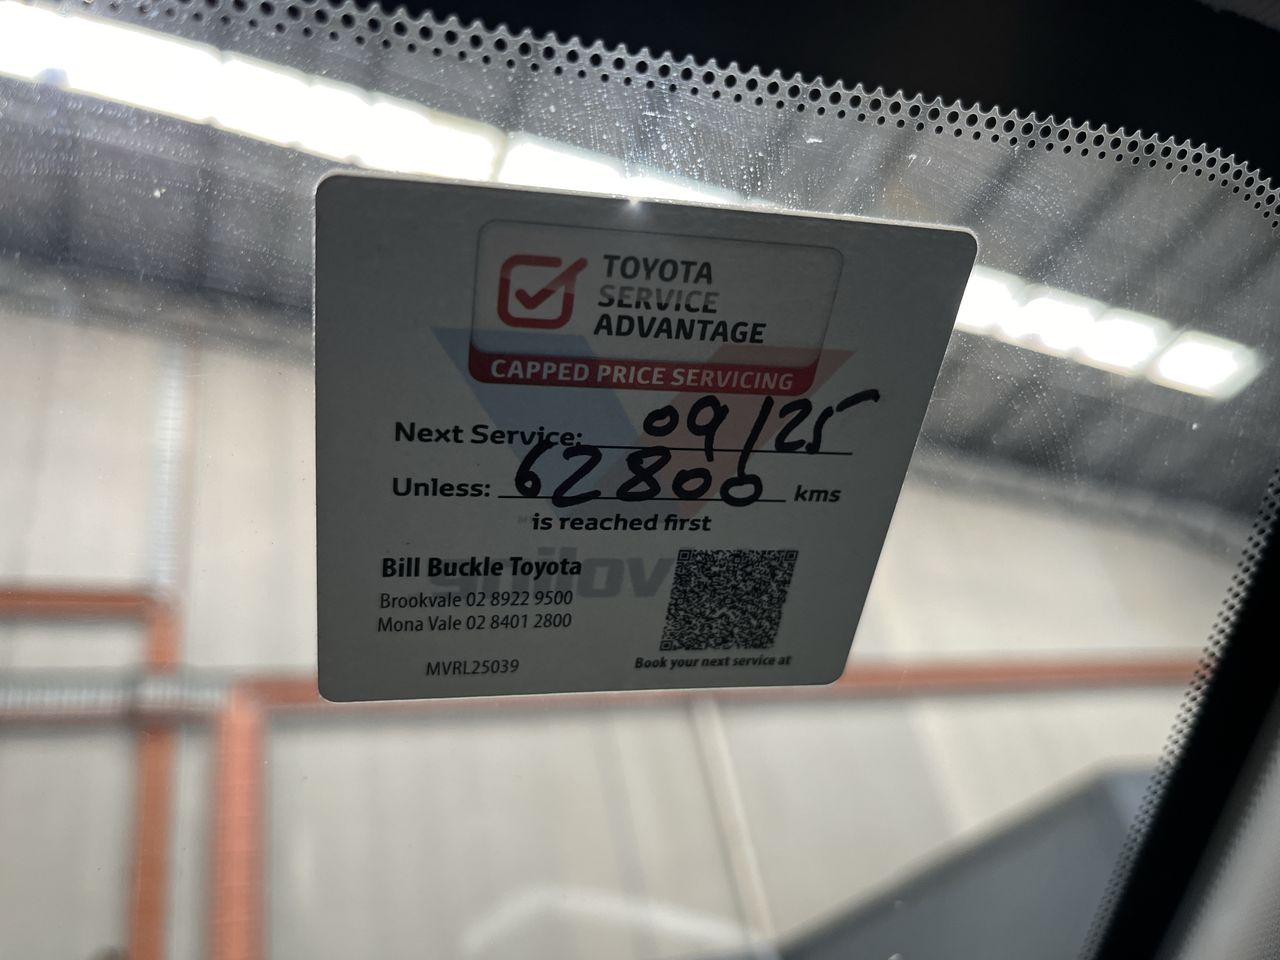 TOYOTA
SERVICE
ADVANTAGE
CAPPED PRICE SERVICING
Next Service: 09/25
Unless: 62800 kms
is reached first
Bill Buckle Toyota
Brookvale 02 8922 9500
Mona Vale 02 8401 2800
MVRL25039
Book your next service at